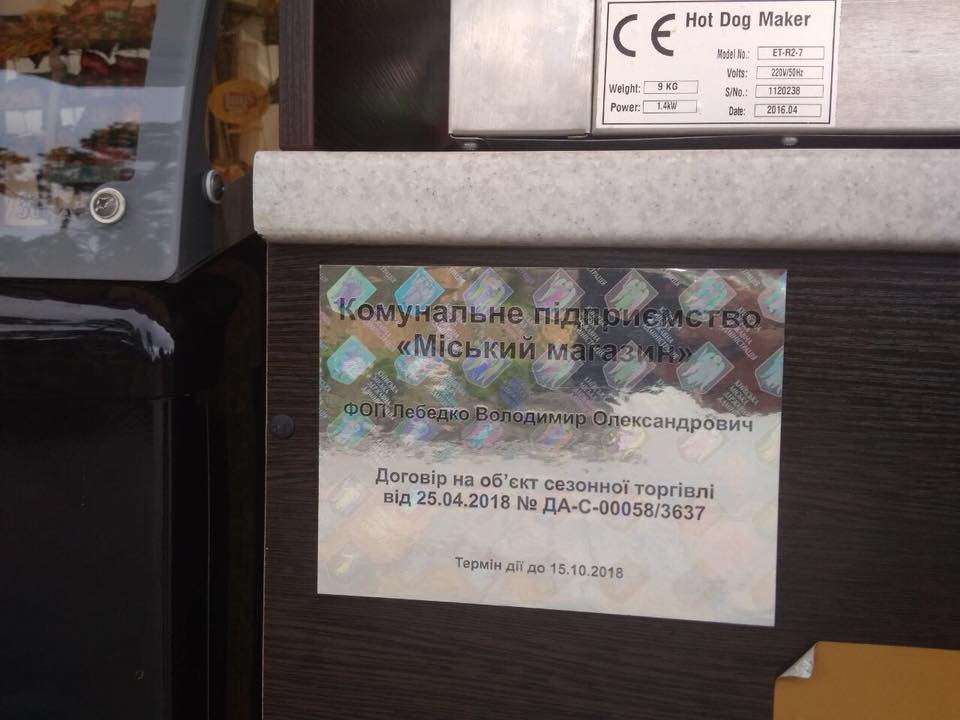 CE Hot Dog Maker
Model No.: ET-R2-7
Volts: 220V/50Hz
Weight: 9 KG
S/No.: 1120238
Power: 1.4kW
Date: 2016.04
Комунальне підприємство
«Міський магазин»
ФОП Лебедко Володимир Олександрович
Договір на об’єкт сезонної торгівлі
від 25.04.2018 № ДА-С-00058/3637
Термін дії до 15.10.2018